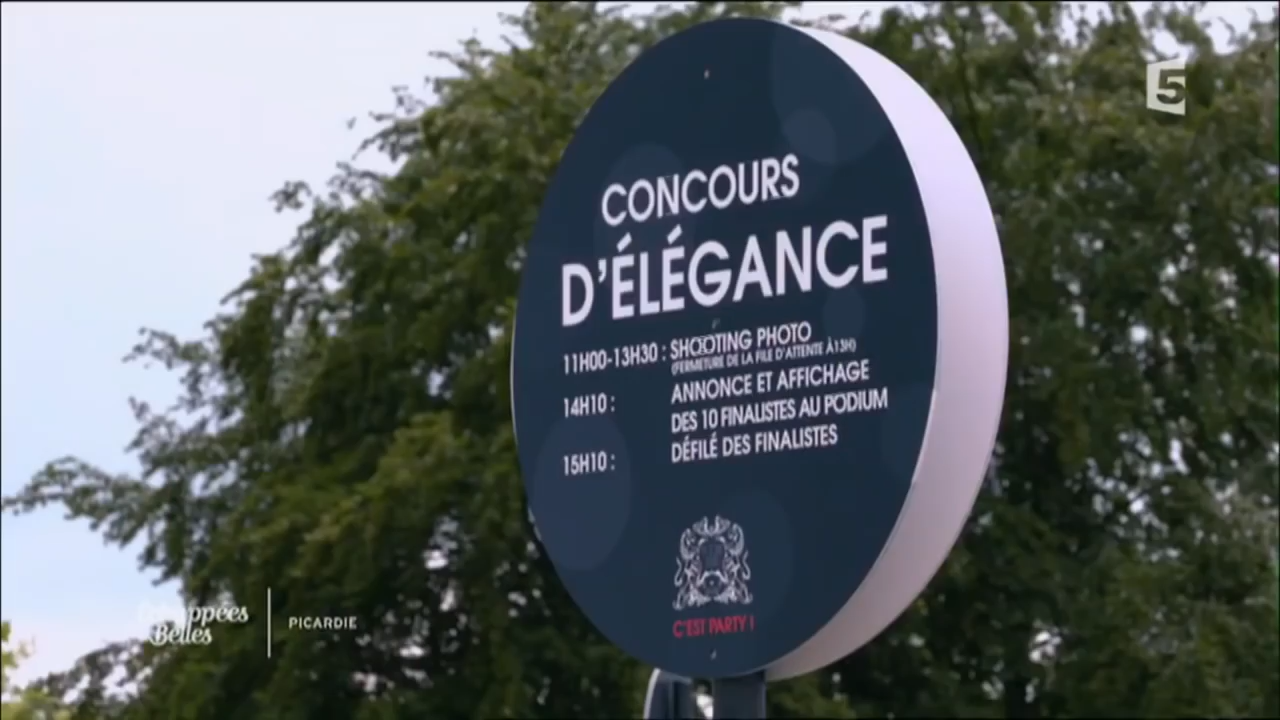 5
CONCOURS
D'ÉLÉGANCE
11H00-13H30 : SHOOTING PHOTO
(FERMETURE DE LA FILE D'ATTENTE À 13H)
14H10 : ANNONCE ET AFFICHAGE
DES 10 FINALISTES AU PODIUM
15H10 : DÉFILÉ DES FINALISTES
C'EST PARTY !
Échappées
Belles
PICARDIE